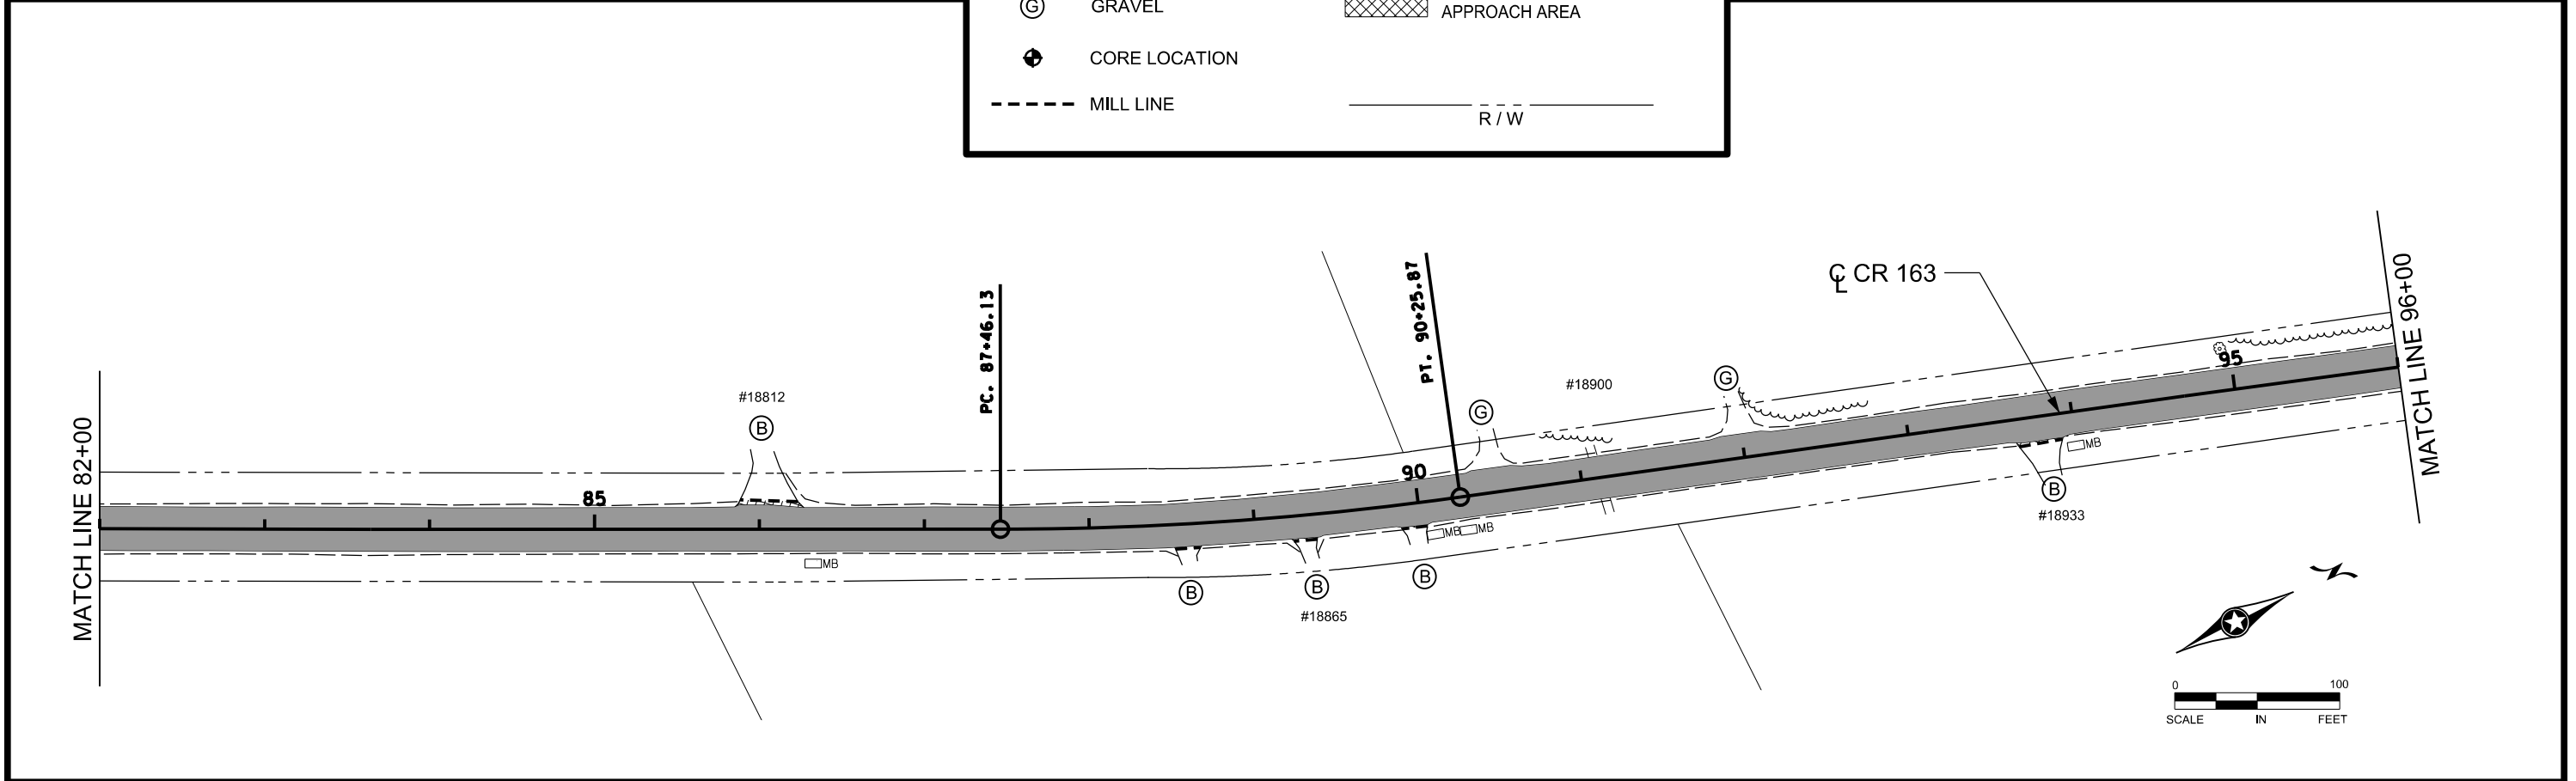 G GRAVEL
APPROACH AREA
CORE LOCATION
MILL LINE
R / W
MATCH LINE 82+00
85
#18812
B
MB
PC. 87+46.13
B
B
#18865
90
PT. 90+25.87
G
B
MB
MB
#18900
G
℄ CR 163
B
#18933
MB
95
MATCH LINE 96+00
0 100
SCALE IN FEET